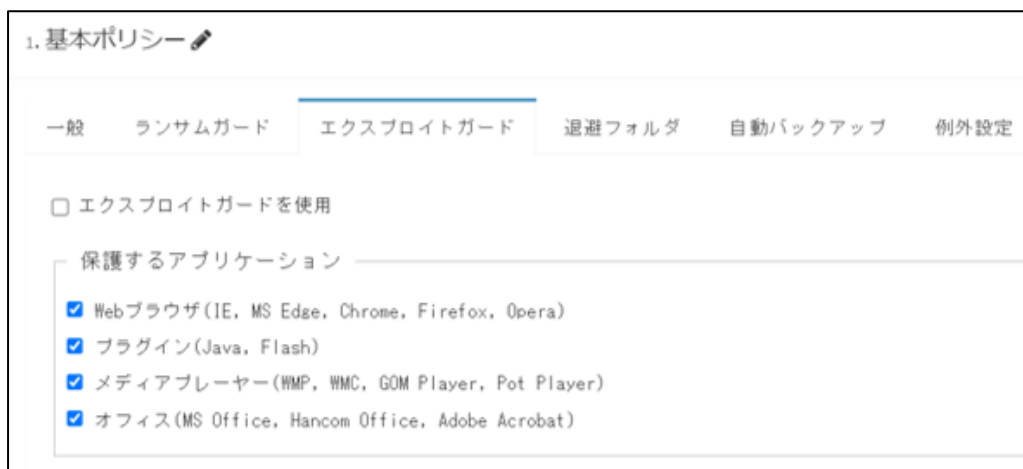 1. 基本ポリシー
一般 ランサムガード エクスプロイトガード 退避フォルダ 自動バックアップ 例外設定
エクスプロイトガードを使用
保護するアプリケーション
Webブラウザ(IE, MS Edge, Chrome, Firefox, Opera)
プラグイン(Java, Flash)
メディアプレーヤー(WMP, WMC, GOM Player, Pot Player)
オフィス(MS Office, Hancom Office, Adobe Acrobat)